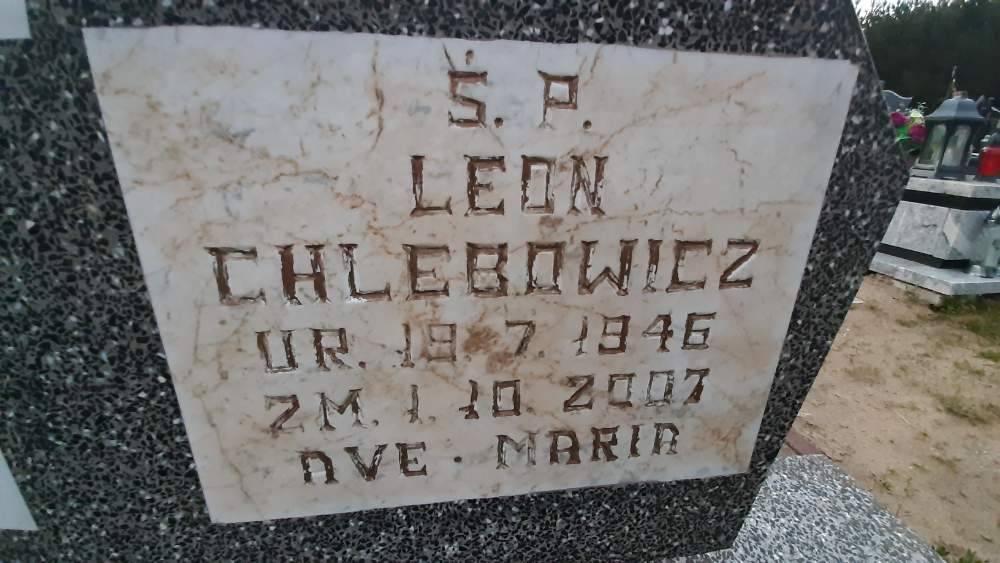 Ś. P.
LEON
CHLEBOWICZ
UR. 19. 7. 1946
ZM. 1. 10 2007
AVE · MARIA